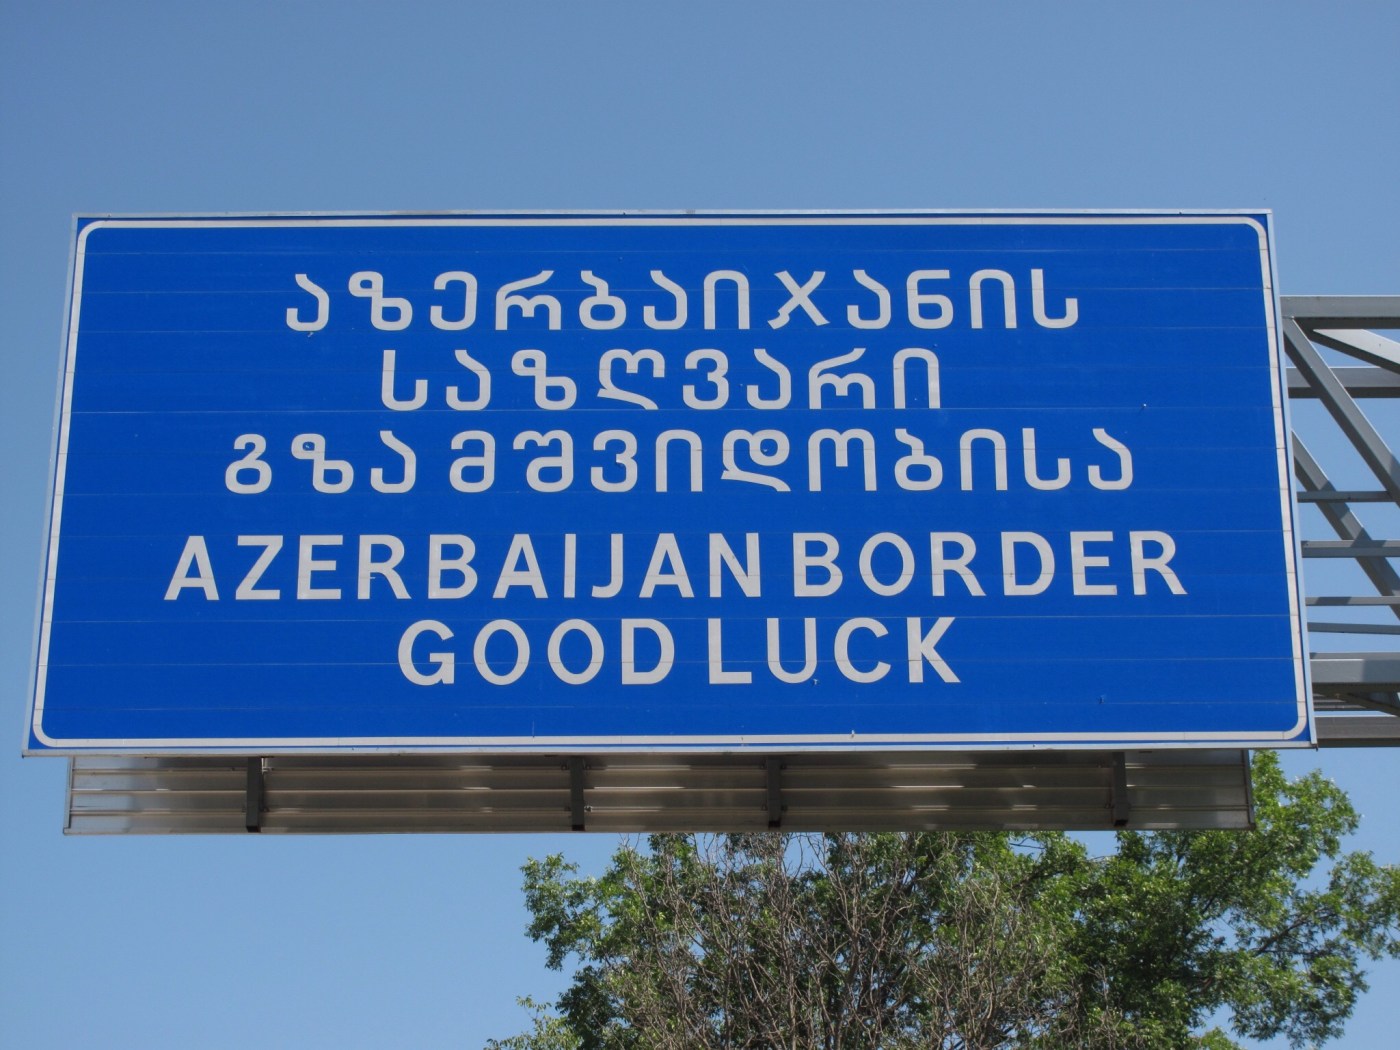 აზერბაიჯანის
საზღვარი
გზა მშვიდობისა
AZERBAIJAN BORDER
GOOD LUCK